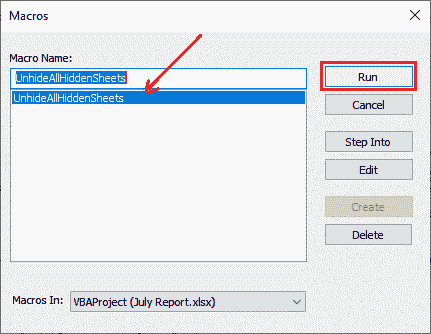 Macros
Macro Name:
UnhideAllHiddenSheets
UnhideAllHiddenSheets
Run
Cancel
Step Into
Edit
Create
Delete
Macros In: VBAProject (July Report.xlsx)